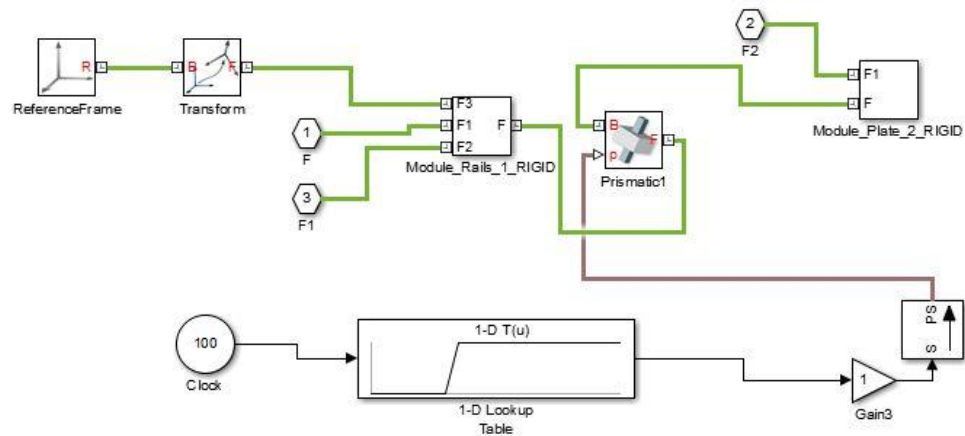 R
ReferenceFrame
B
F
Transform
1
F
3
F1
F3
F1
F2
F
Module_Rails_1_RIGID
B
F
p
Prismatic1
2
F2
F1
F
Module_Plate_2_RIGID
100
Clock
1-D T(u)
1-D Lookup
Table
1
Gain3
PS
S